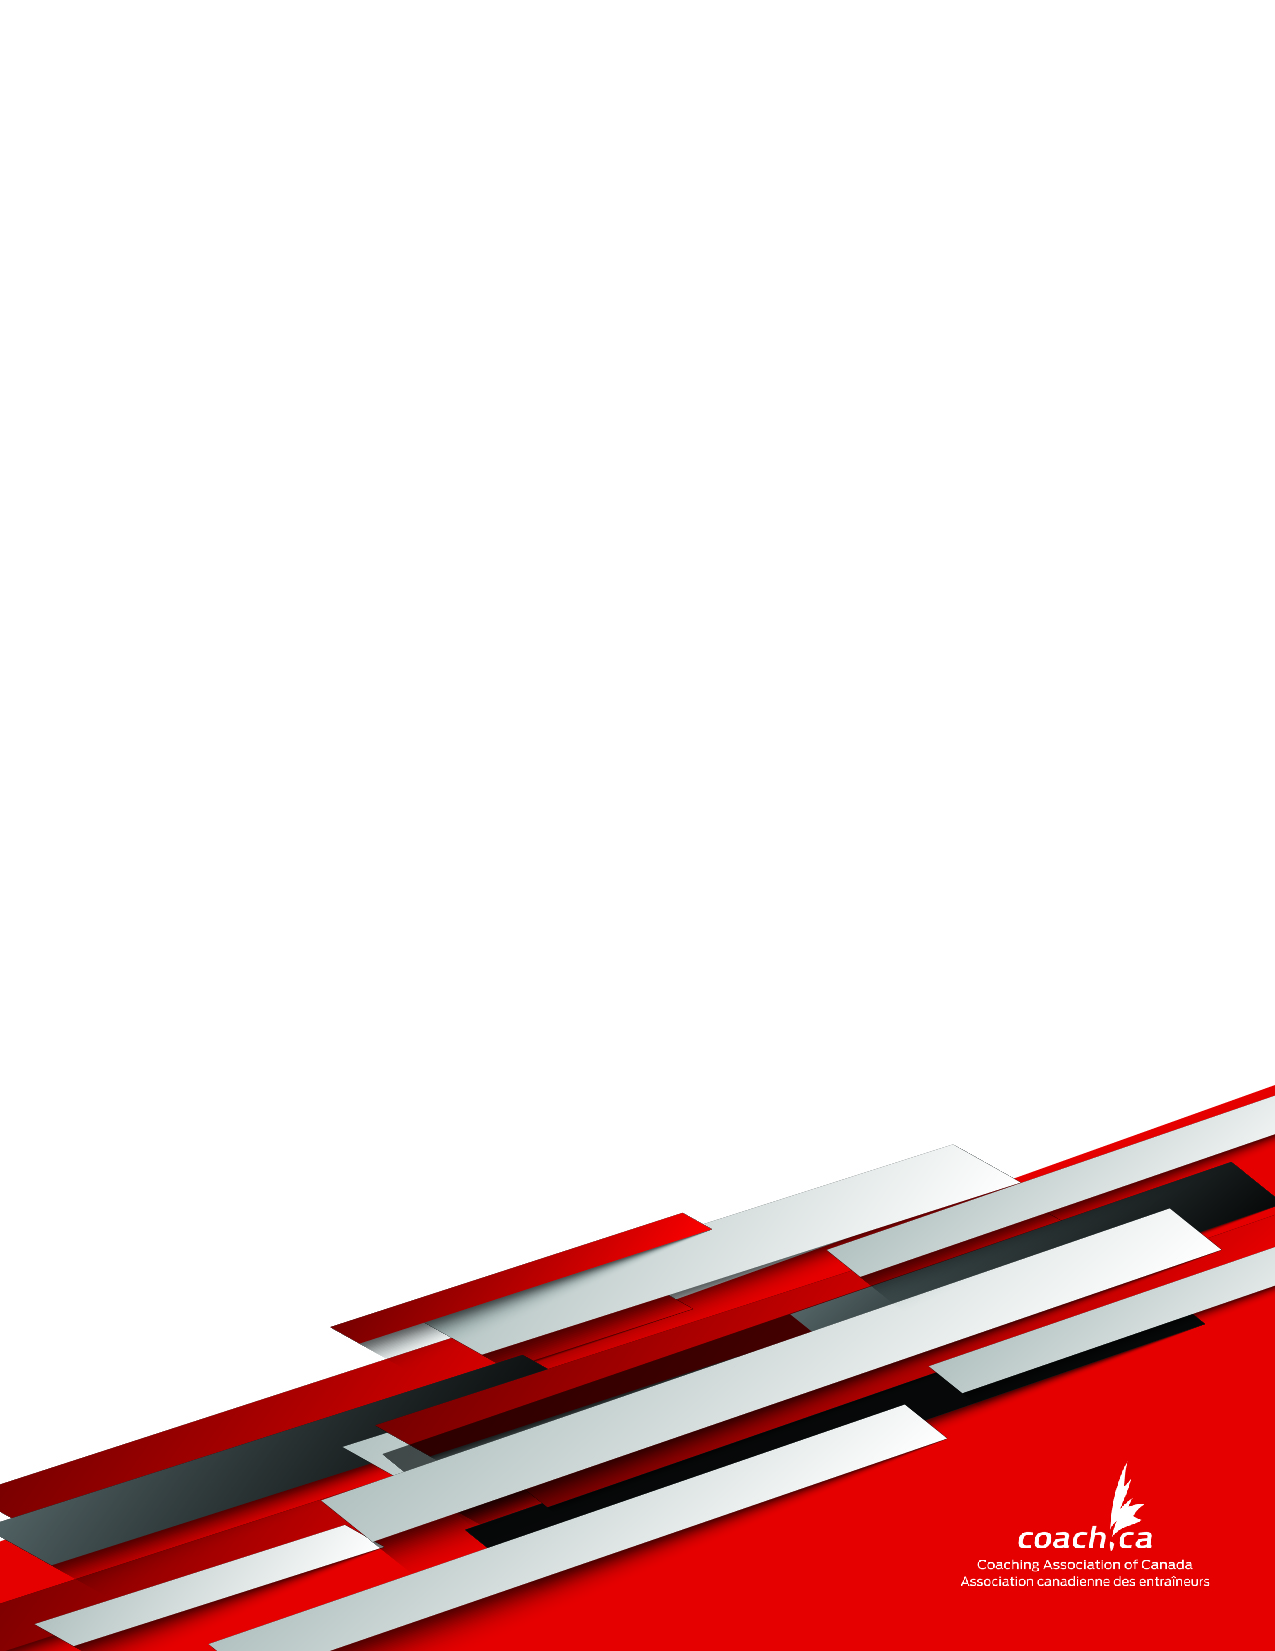 coach.ca
Coaching Association of Canada
Association canadienne des entraîneurs